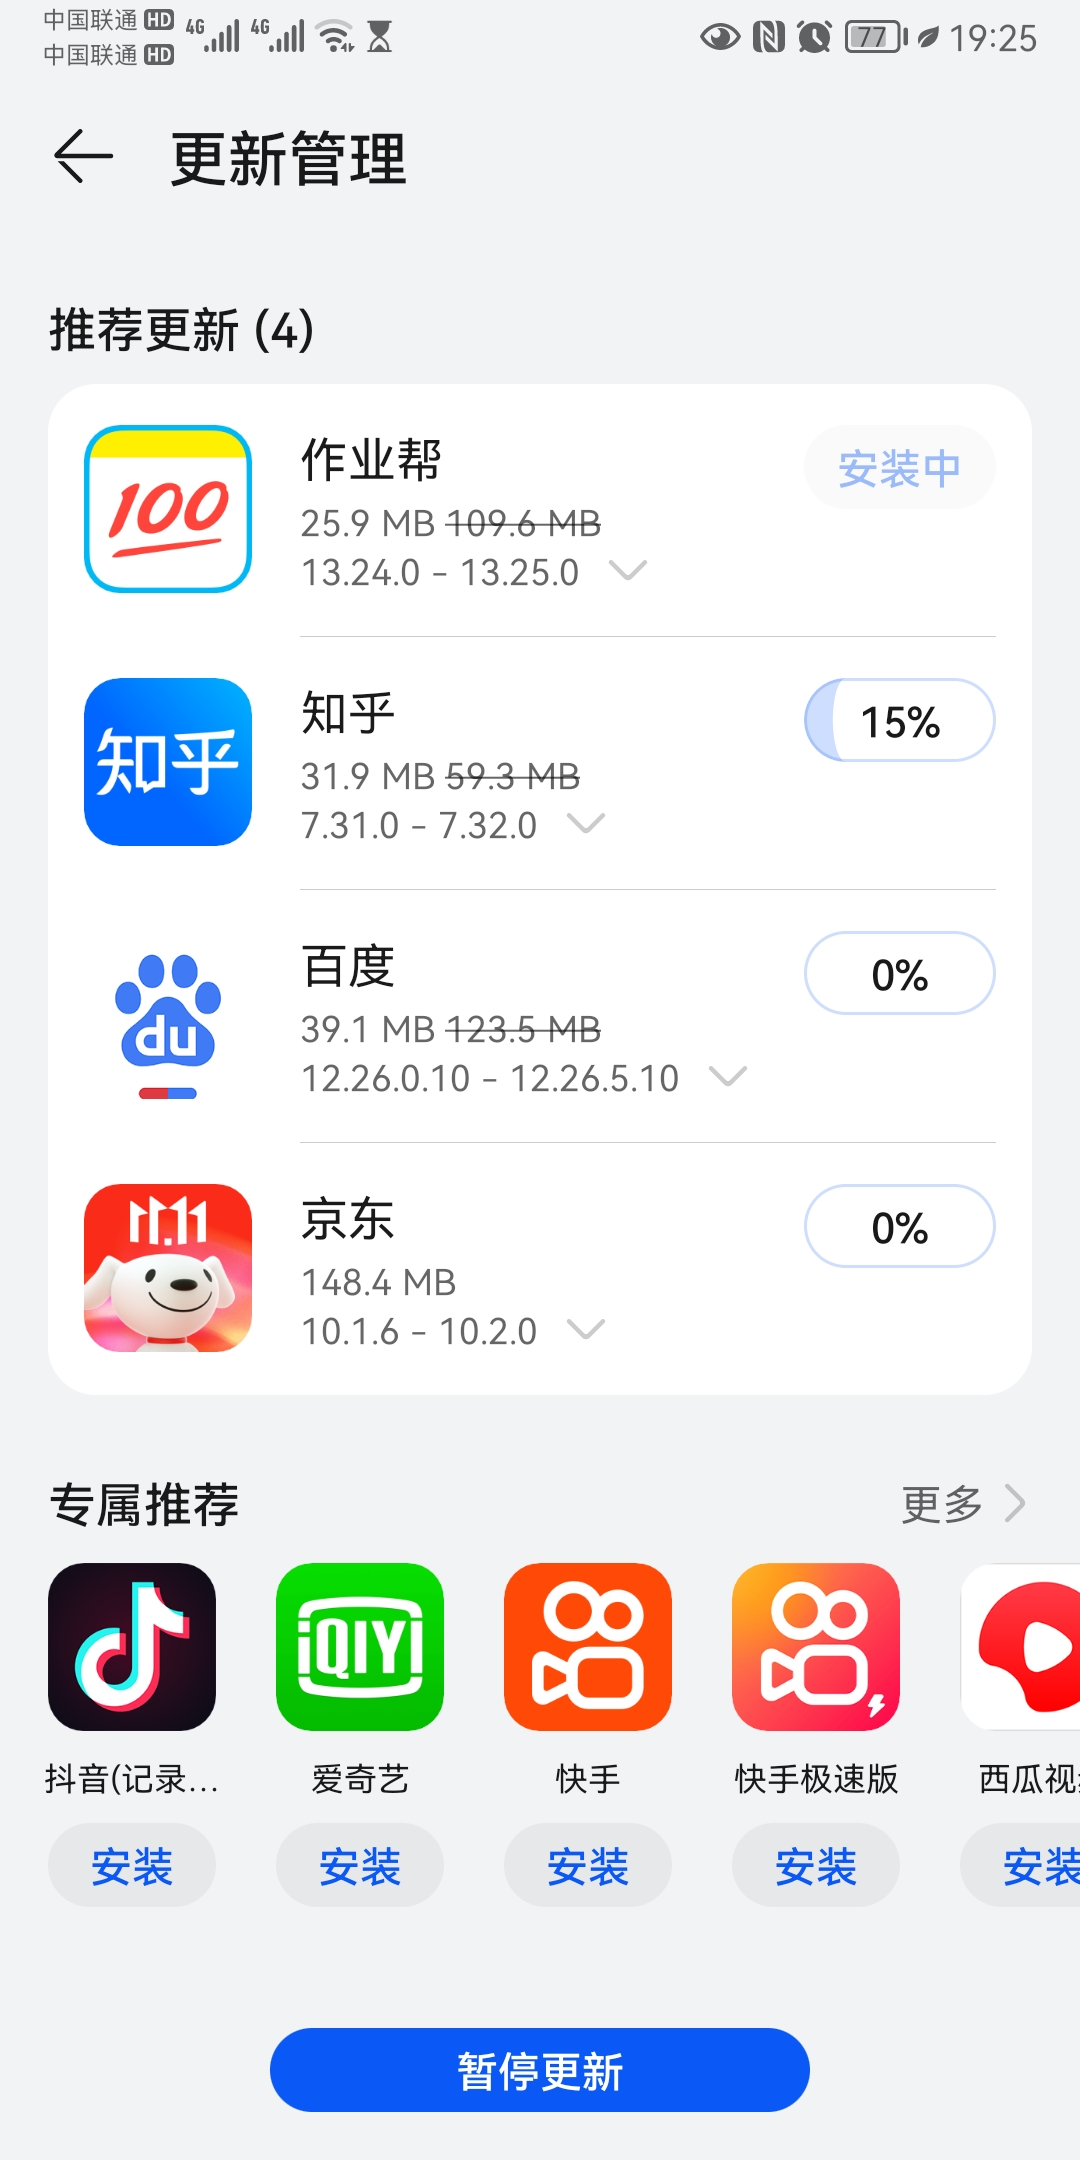 中国联通 HD 4G 4G 77 19:25
中国联通 HD
更新管理
推荐更新 (4)
100
作业帮
安装中
25.9 MB 109.6 MB
13.24.0 - 13.25.0
知乎
知乎
15%
31.9 MB 59.3 MB
7.31.0 - 7.32.0
du
百度
0%
39.1 MB 123.5 MB
12.26.0.10 - 12.26.5.10
11.11
京东
0%
148.4 MB
10.1.6 - 10.2.0
专属推荐
更多
iQIYI
抖音(记录...
爱奇艺
快手
快手极速版
西瓜视
安装
安装
安装
安装
安装
暂停更新